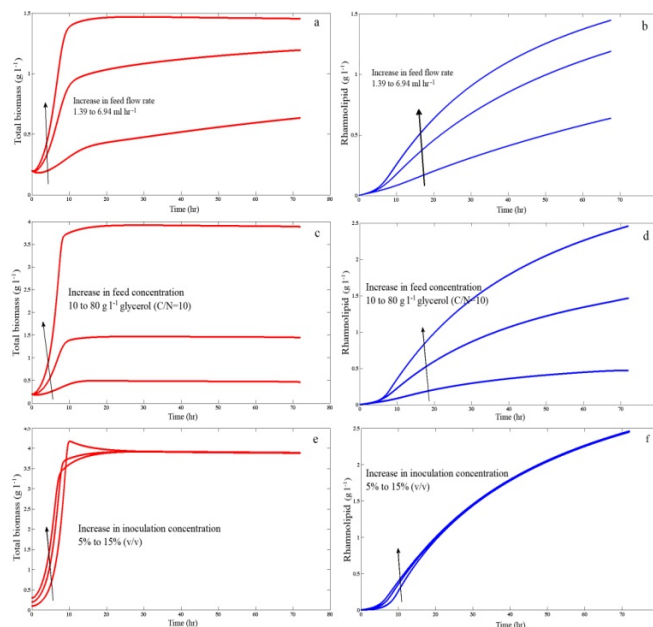 a
Total biomass (g l⁻¹)
1.5
1
0.5
0
Increase in feed flow rate
1.39 to 6.94 ml hr⁻¹
0 10 20 30 40 50 60 70 80
Time (hr)
b
Rhamnolipid (g l⁻¹)
1.5
1
0.5
0
Increase in feed flow rate
1.39 to 6.94 ml hr⁻¹
0 10 20 30 40 50 60 70
Time (hr)
c
Total biomass (g l⁻¹)
4
3.5
3
2.5
2
1.5
1
0.5
0
Increase in feed concentration
10 to 80 g l⁻¹ glycerol (C/N=10)
0 10 20 30 40 50 60 70 80
Time (hr)
d
Rhamnolipid (g l⁻¹)
2.5
2
1.5
1
0.5
0
Increase in feed concentration
10 to 80 g l⁻¹ glycerol (C/N=10)
0 10 20 30 40 50 60 70
Time (hr)
e
Total biomass (g l⁻¹)
4.5
4
3.5
3
2.5
2
1.5
1
0.5
0
Increase in inoculation concentration
5% to 15% (v/v)
0 10 20 30 40 50 60 70 80
Time (hr)
f
Rhamnolipid (g l⁻¹)
2.5
2
1.5
1
0.5
0
Increase in inoculation concentration
5% to 15% (v/v)
0 10 20 30 40 50 60 70
Time (hr)